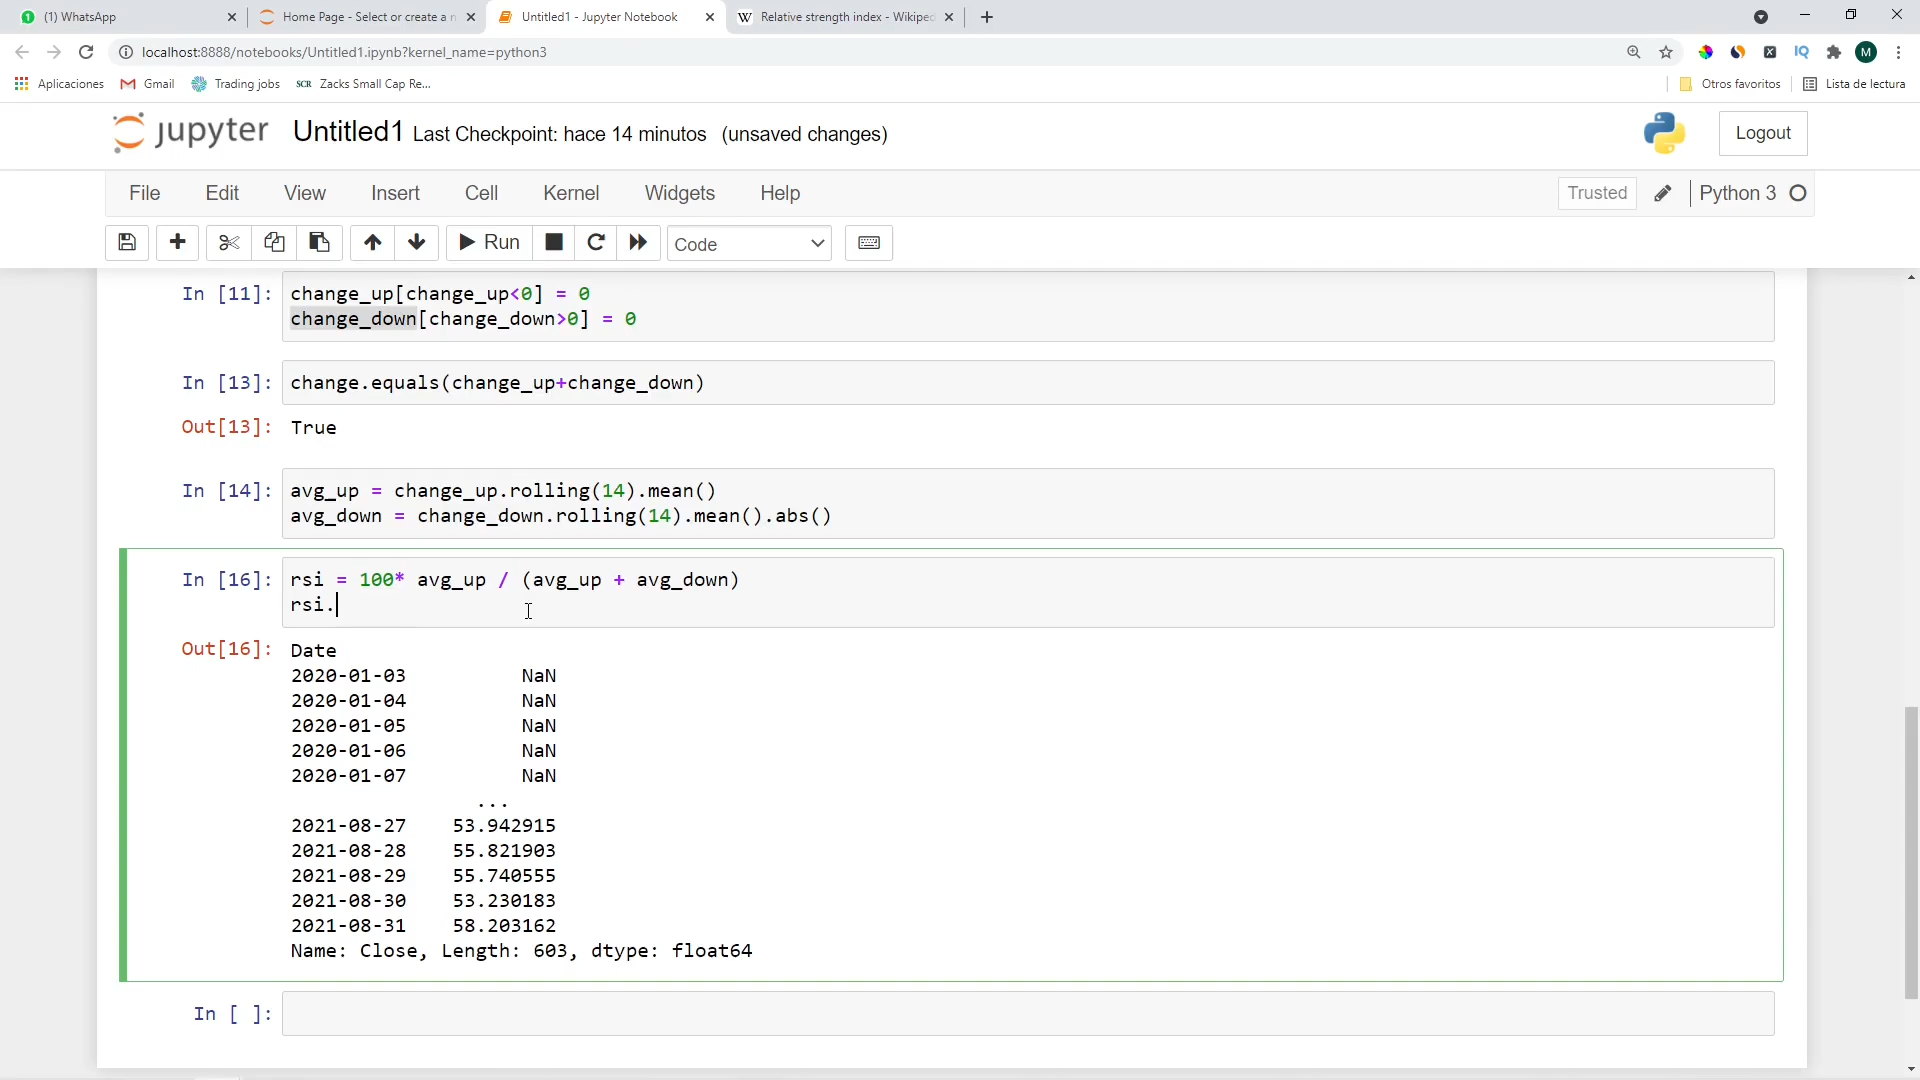 (1) WhatsApp
Home Page - Select or create a n
Untitled1 - Jupyter Notebook
Relative strength index - Wikiped
localhost:8888/notebooks/Untitled1.ipynb?kernel_name=python3
Aplicaciones
Gmail
Trading jobs
SCR Zacks Small Cap Re...
Otros favoritos
Lista de lectura
jupyter Untitled1 Last Checkpoint: hace 14 minutos (unsaved changes)
Logout
File Edit View Insert Cell Kernel Widgets Help
Trusted
Python 3
Run
Code
In [11]: change_up[change_up<0] = 0
change_down[change_down>0] = 0
In [13]: change.equals(change_up+change_down)
Out[13]: True
In [14]: avg_up = change_up.rolling(14).mean()
avg_down = change_down.rolling(14).mean().abs()
In [16]: rsi = 100* avg_up / (avg_up + avg_down)
rsi.
Out[16]: Date
2020-01-03 NaN
2020-01-04 NaN
2020-01-05 NaN
2020-01-06 NaN
2020-01-07 NaN
...
2021-08-27 53.942915
2021-08-28 55.821903
2021-08-29 55.740555
2021-08-30 53.230183
2021-08-31 58.203162
Name: Close, Length: 603, dtype: float64
In [ ]: